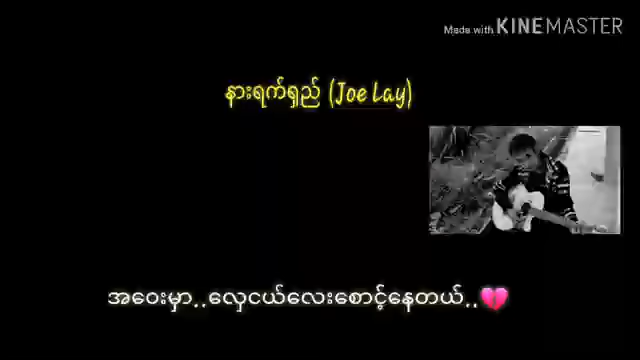 Made with KINEMASTER
နားရက်ရှည် (Joe Lay)
အဝေးမှာ..လှေငယ်လေးစောင့်နေတယ်..💔